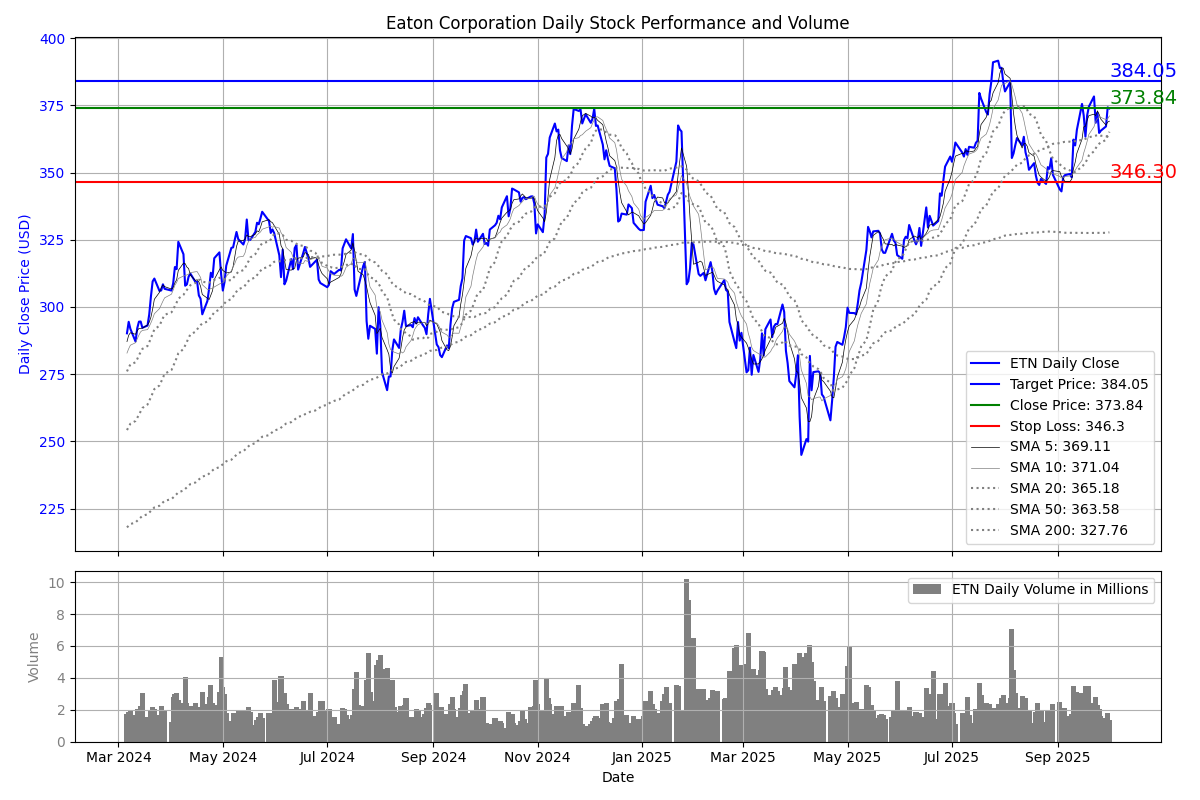 Eaton Corporation Daily Stock Performance and Volume
400
375
350
325
300
275
250
225
Daily Close Price (USD)
384.05
373.84
346.30
ETN Daily Close
Target Price: 384.05
Close Price: 373.84
Stop Loss: 346.3
SMA 5: 369.11
SMA 10: 371.04
SMA 20: 365.18
SMA 50: 363.58
SMA 200: 327.76
10
8
6
4
2
0
Volume
ETN Daily Volume in Millions
Mar 2024 May 2024 Jul 2024 Sep 2024 Nov 2024 Jan 2025 Mar 2025 May 2025 Jul 2025 Sep 2025
Date